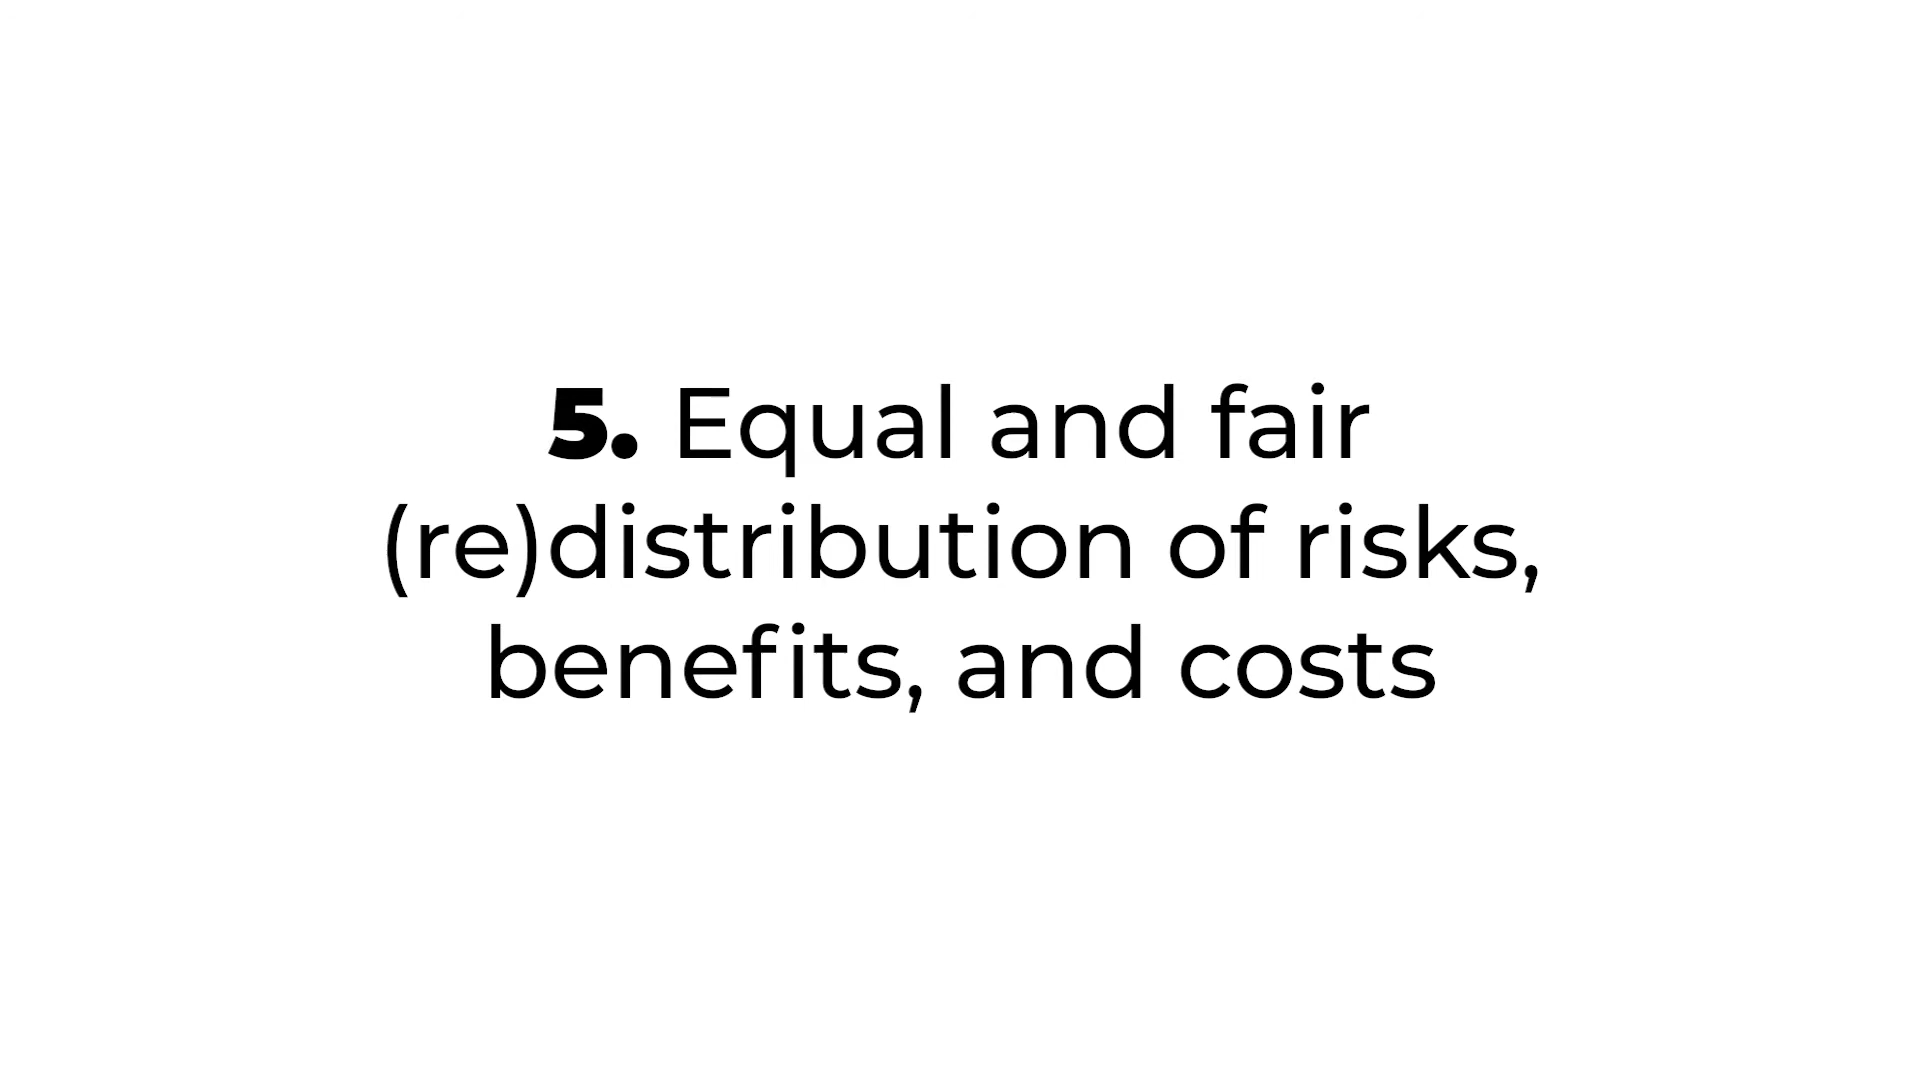 5. Equal and fair
(re)distribution of risks,
benefits, and costs